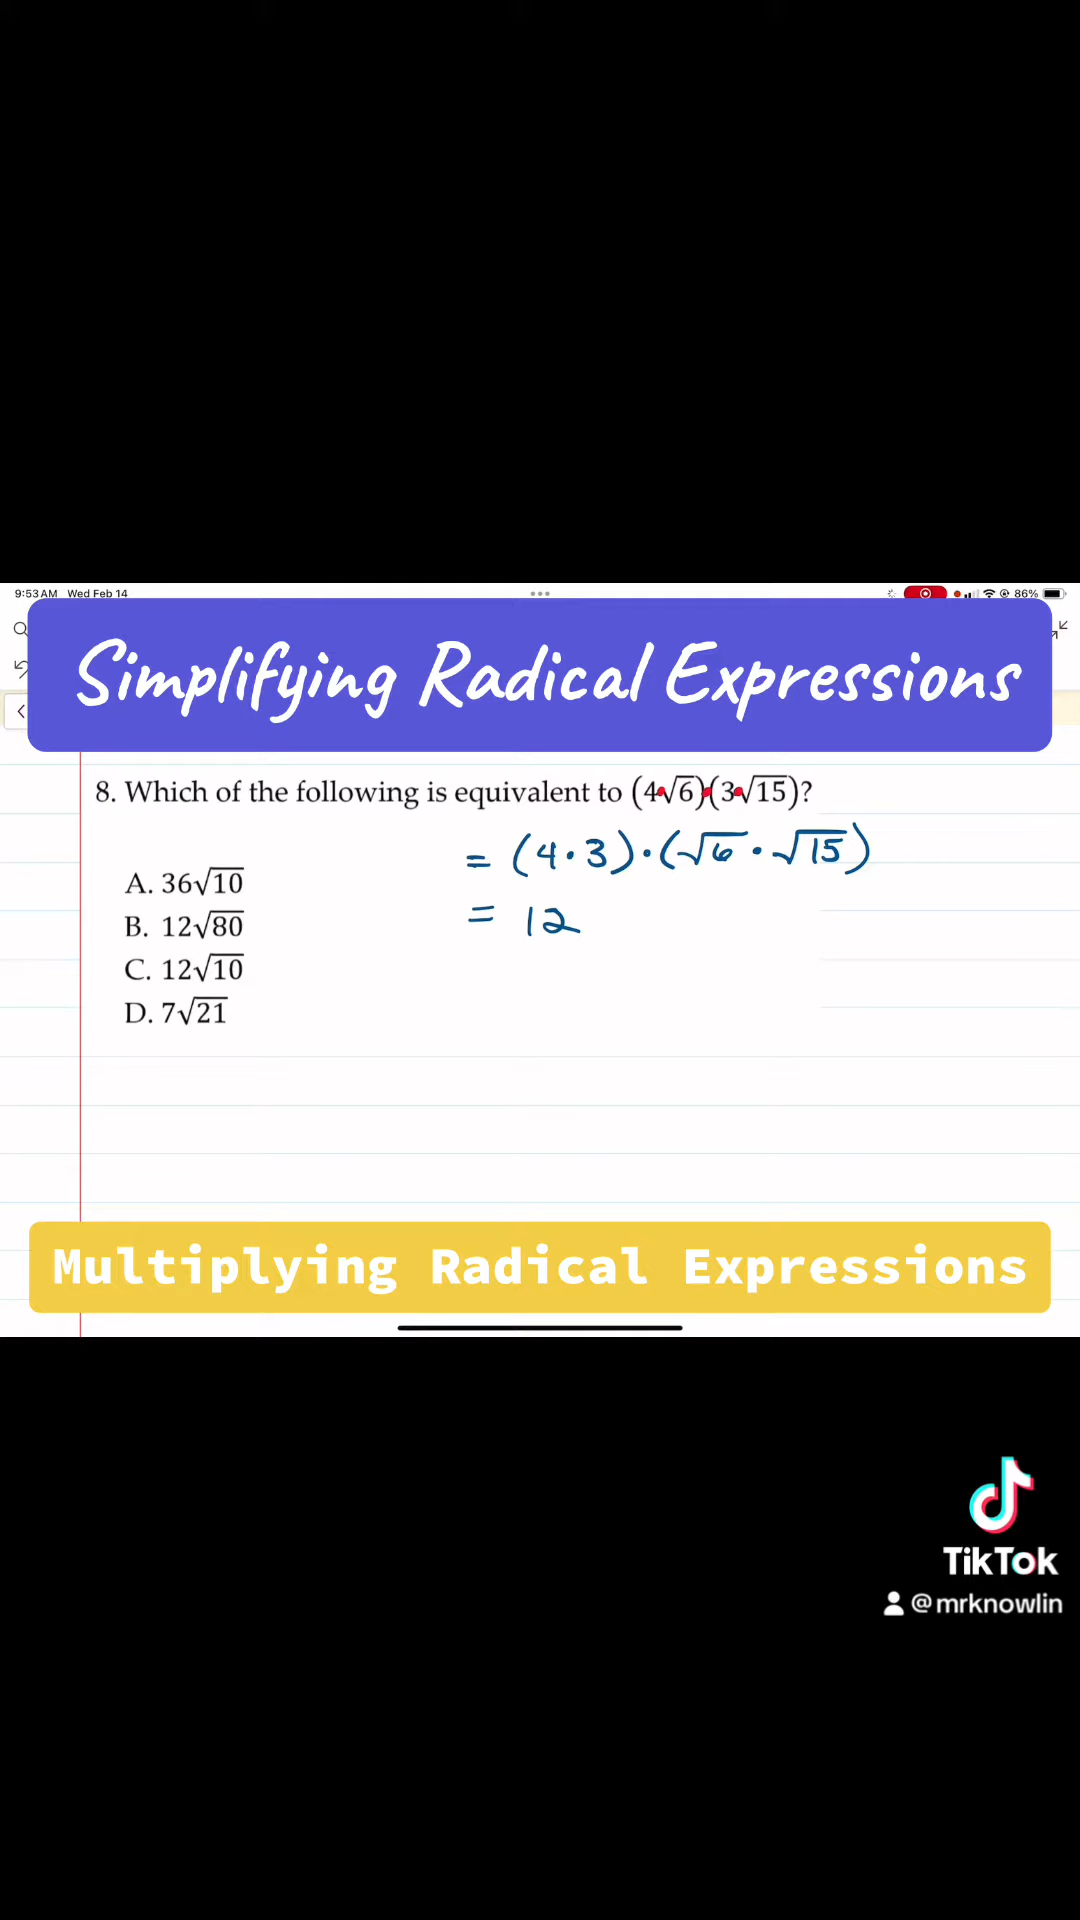 9:53 AM Wed Feb 14
86%
Simplifying Radical Expressions
8. Which of the following is equivalent to (4•√6)•(3•√15)?
= (4 • 3) • (√6 • √15)
A. 36√10
= 12
B. 12√80
C. 12√10
D. 7√21
Multiplying Radical Expressions
TikTok
@mrknowlin